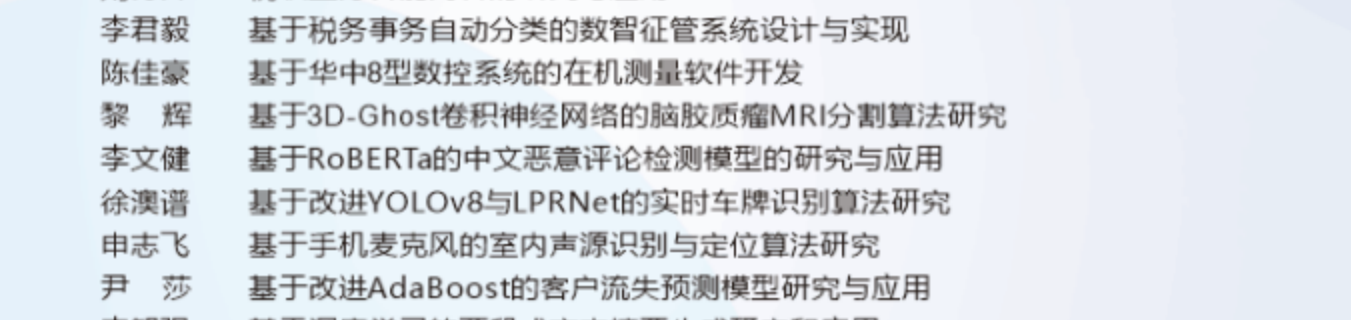 李君毅 基于税务事务自动分类的数智征管系统设计与实现
陈佳豪 基于华中8型数控系统的在机测量软件开发
黎 辉 基于3D-Ghost卷积神经网络的脑胶质瘤MRI分割算法研究
李文健 基于RoBERTa的中文恶意评论检测模型的研究与应用
徐澳谱 基于改进YOLOv8与LPRNet的实时车牌识别算法研究
申志飞 基于手机麦克风的室内声源识别与定位算法研究
尹 莎 基于改进AdaBoost的客户流失预测模型研究与应用